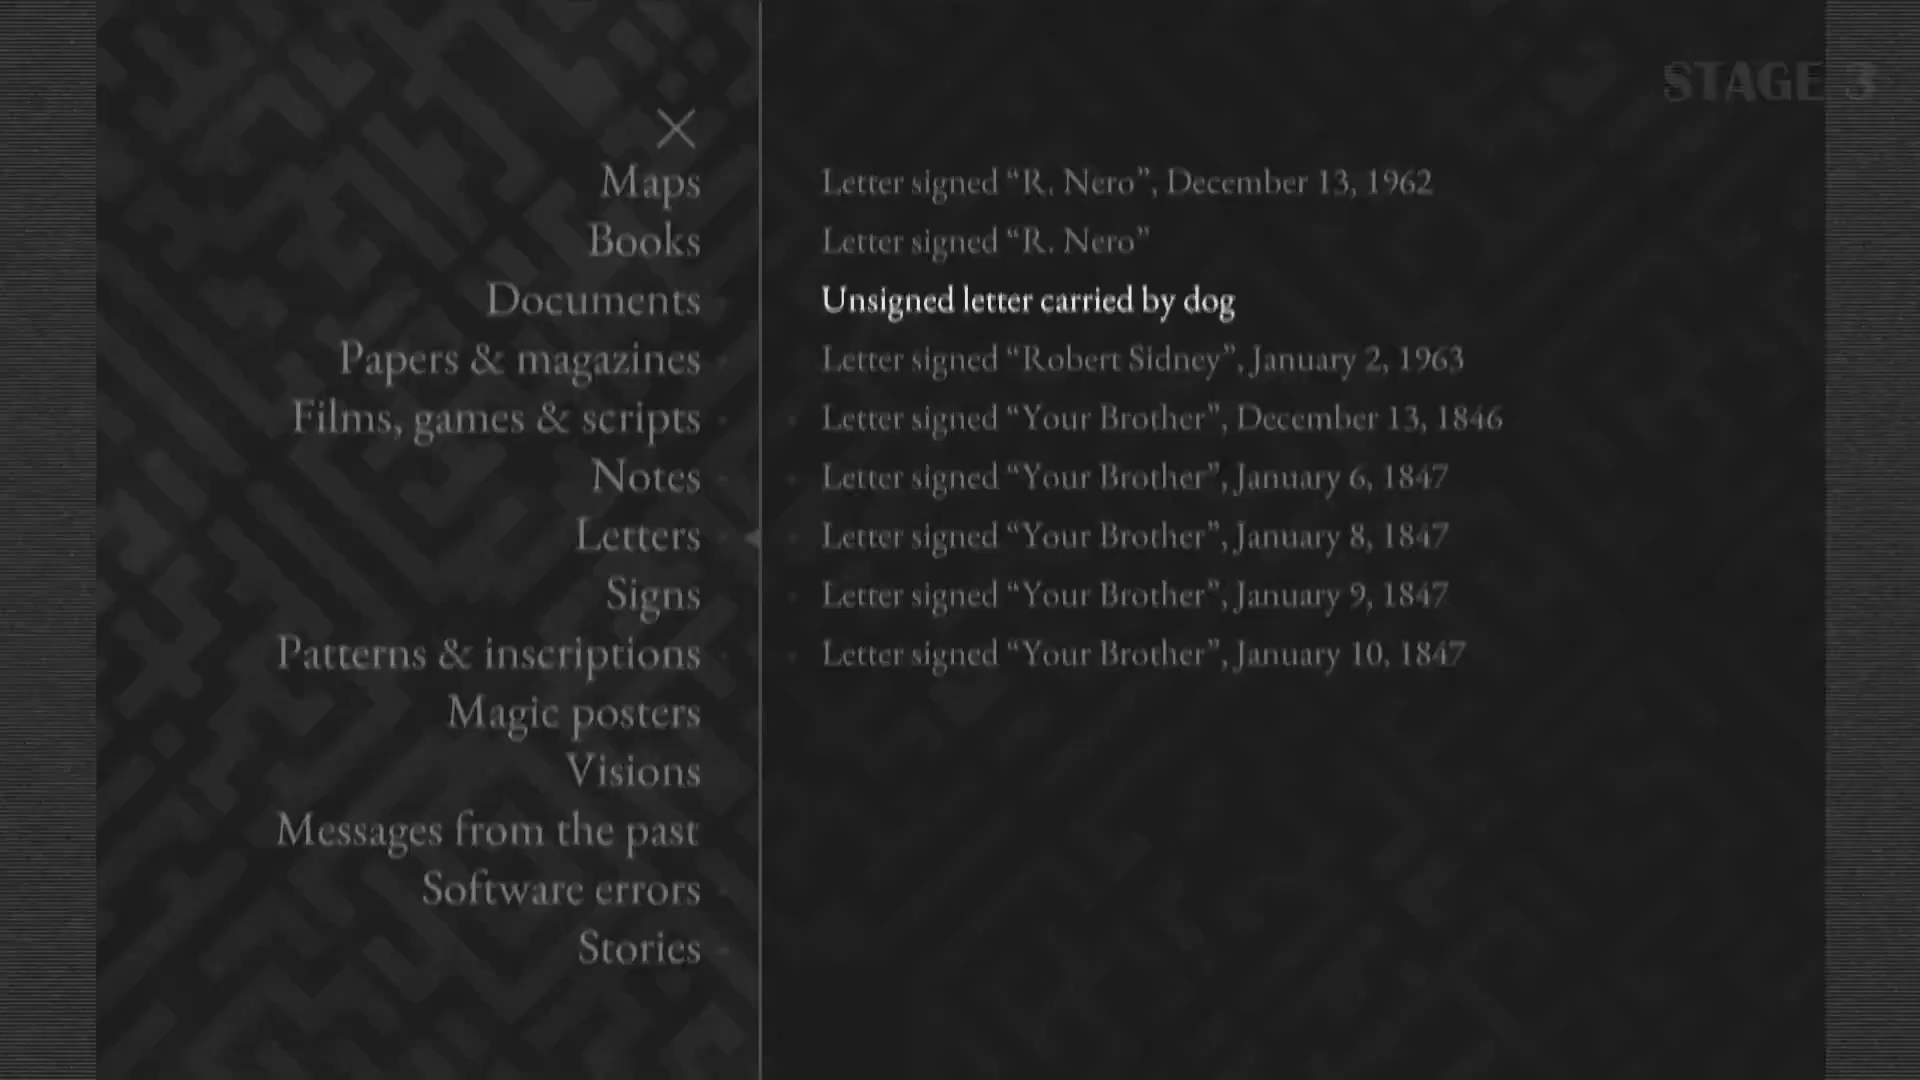 STAGE 3
Maps
Books
Documents
Papers & magazines
Films, games & scripts
Notes
Letters
Signs
Patterns & inscriptions
Magic posters
Visions
Messages from the past
Software errors
Stories
Letter signed “R. Nero”, December 13, 1962
Letter signed “R. Nero”
Unsigned letter carried by dog
Letter signed “Robert Sidney”, January 2, 1963
Letter signed “Your Brother”, December 13, 1846
Letter signed “Your Brother”, January 6, 1847
Letter signed “Your Brother”, January 8, 1847
Letter signed “Your Brother”, January 9, 1847
Letter signed “Your Brother”, January 10, 1847